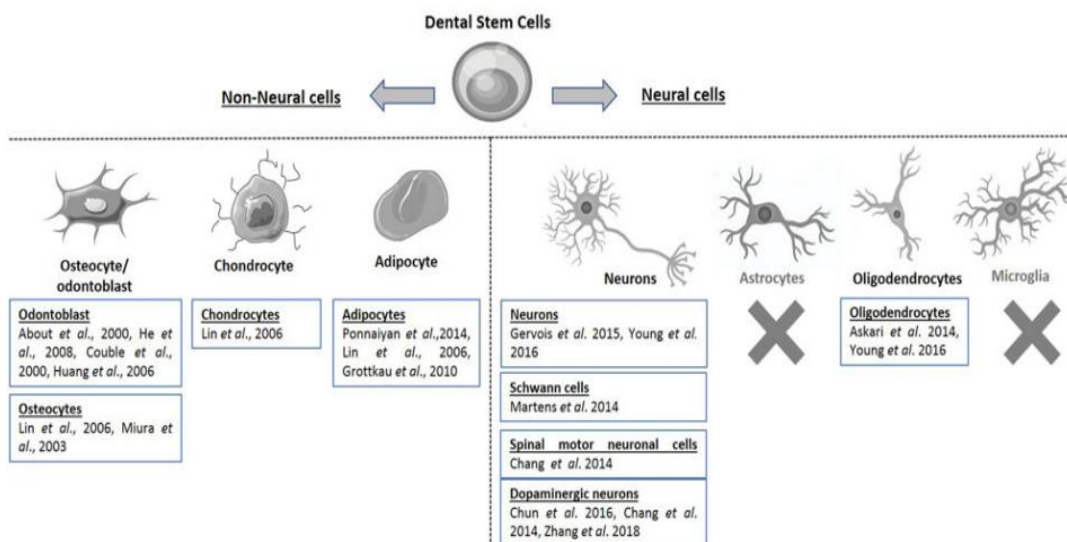 Dental Stem Cells
Non-Neural cells
Neural cells
Osteocyte/
odontoblast
Chondrocyte
Adipocyte
Neurons
Astrocytes
Oligodendrocytes
Microglia
Odontoblast
About et al., 2000, He et
al., 2008, Couble et al.,
2000, Huang et al., 2006
Osteocytes
Lin et al., 2006, Miura et
al., 2003
Chondrocytes
Lin et al., 2006
Adipocytes
Ponnaiyan et al.,2014,
Lin et al., 2006,
Grottkau et al., 2010
Neurons
Gervois et al. 2015, Young et al.
2016
Schwann cells
Martens et al. 2014
Spinal motor neuronal cells
Chang et al. 2014
Dopaminergic neurons
Chun et al. 2016, Chang et al.
2014, Zhang et al. 2018
Oligodendrocytes
Askari et al. 2014,
Young et al. 2016